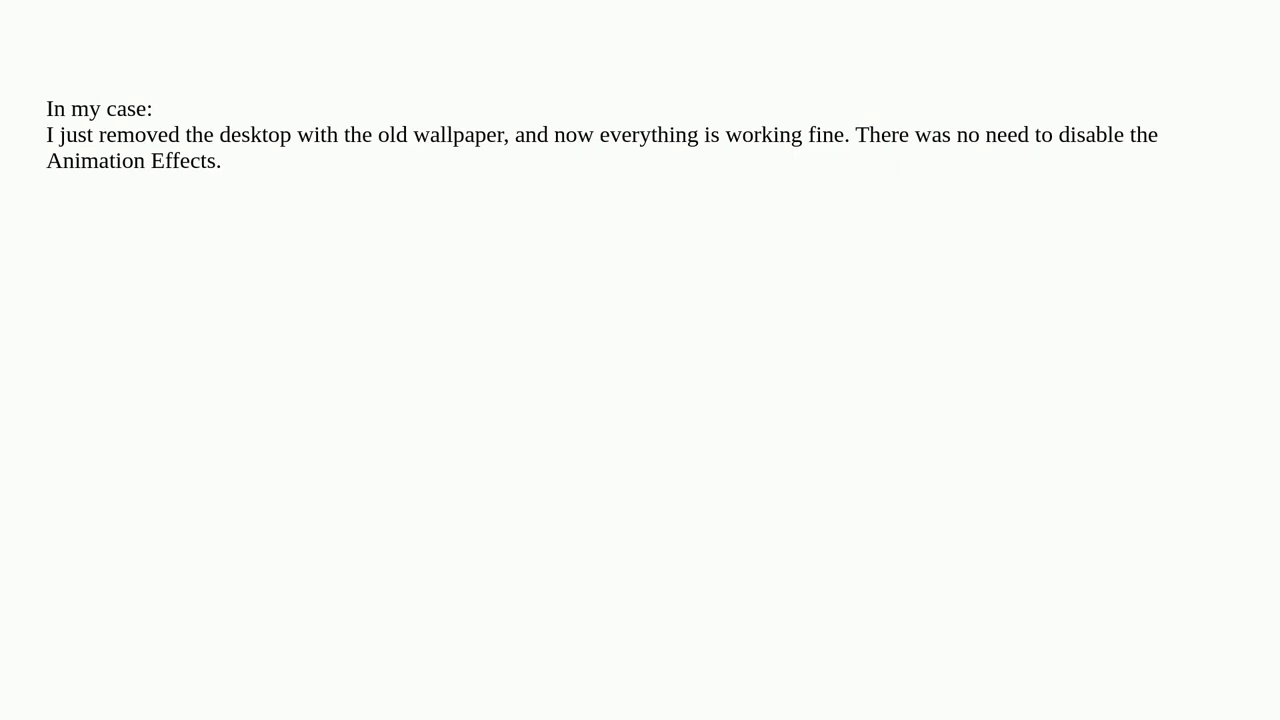 In my case:
I just removed the desktop with the old wallpaper, and now everything is working fine. There was no need to disable the
Animation Effects.